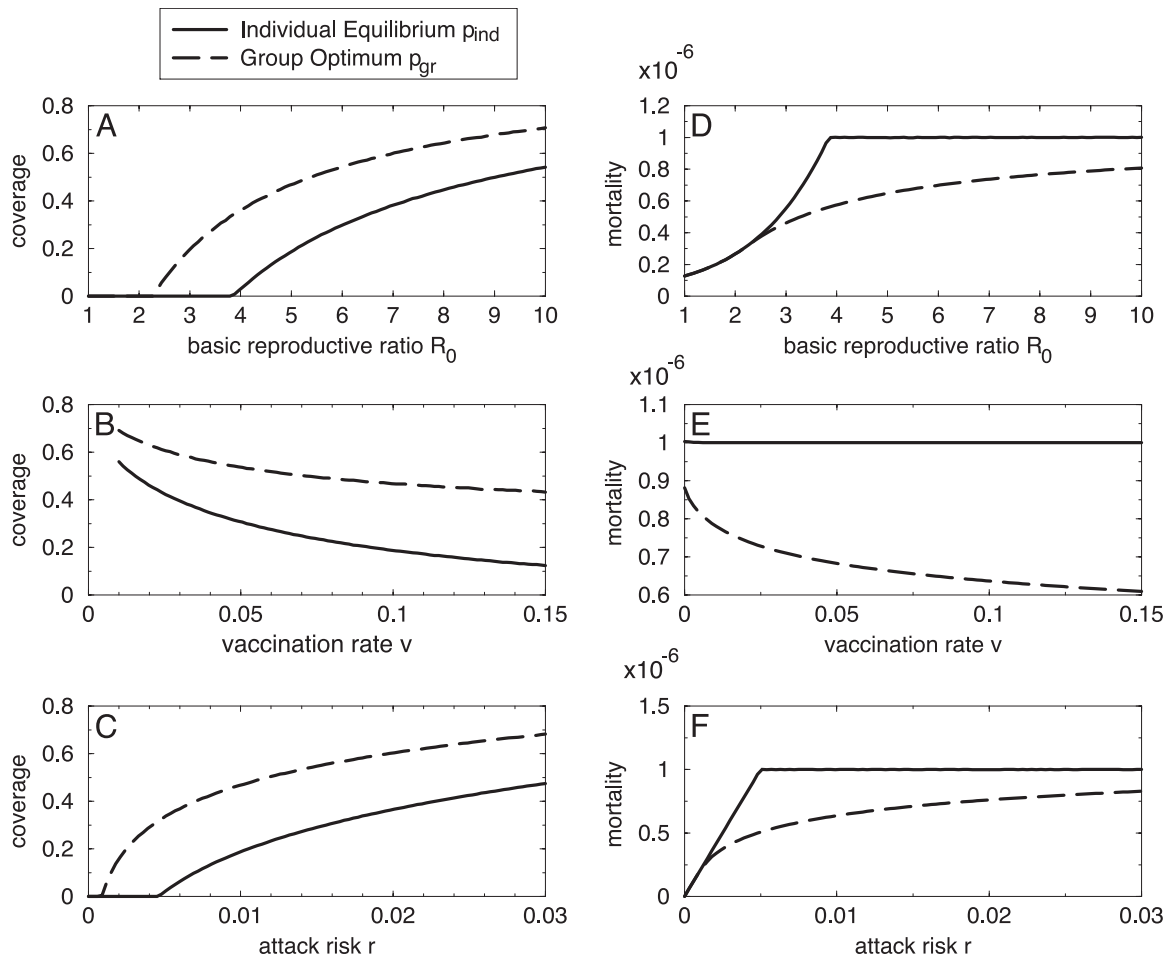 Individual Equilibrium p_ind
Group Optimum p_gr
A
coverage
0.8
0.6
0.4
0.2
0
1 2 3 4 5 6 7 8 9 10
basic reproductive ratio R_0
x10^-6
D
mortality
1.2
1
0.8
0.6
0.4
0.2
0
1 2 3 4 5 6 7 8 9 10
basic reproductive ratio R_0
B
coverage
0.8
0.6
0.4
0.2
0
0 0.05 0.1 0.15
vaccination rate v
x10^-6
E
mortality
1.1
1
0.9
0.8
0.7
0.6
0 0.05 0.1 0.15
vaccination rate v
C
coverage
0.8
0.6
0.4
0.2
0
0 0.01 0.02 0.03
attack risk r
x10^-6
F
mortality
1.5
1
0.5
0
0 0.01 0.02 0.03
attack risk r